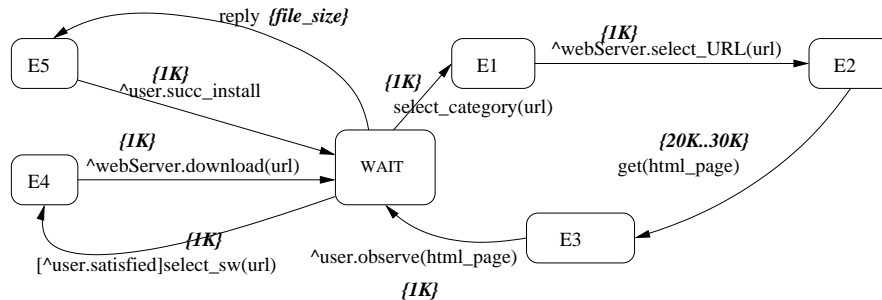 reply {file_size}
{1K}
^webServer.select_URL(url)
E5
{1K}
^user.succ_install
{1K}
select_category(url)
E1
E2
{1K}
^webServer.download(url)
WAIT
{20K..30K}
get(html_page)
E4
{1K}
[^user.satisfied]select_sw(url)
^user.observe(html_page)
E3
{1K}